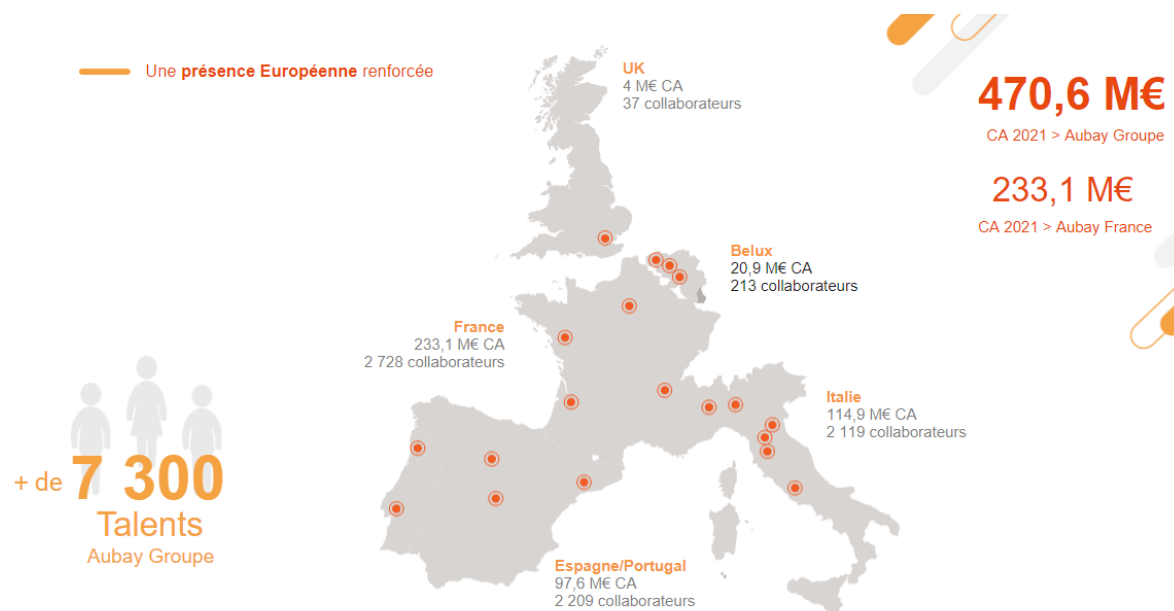 Une présence Européenne renforcée
UK
4 M€ CA
37 collaborateurs
470,6 M€
CA 2021 > Aubay Groupe
233,1 M€
CA 2021 > Aubay France
Belux
20,9 M€ CA
213 collaborateurs
France
233,1 M€ CA
2 728 collaborateurs
Italie
114,9 M€ CA
2 119 collaborateurs
+ de 7 300
Talents
Aubay Groupe
Espagne/Portugal
97,6 M€ CA
2 209 collaborateurs